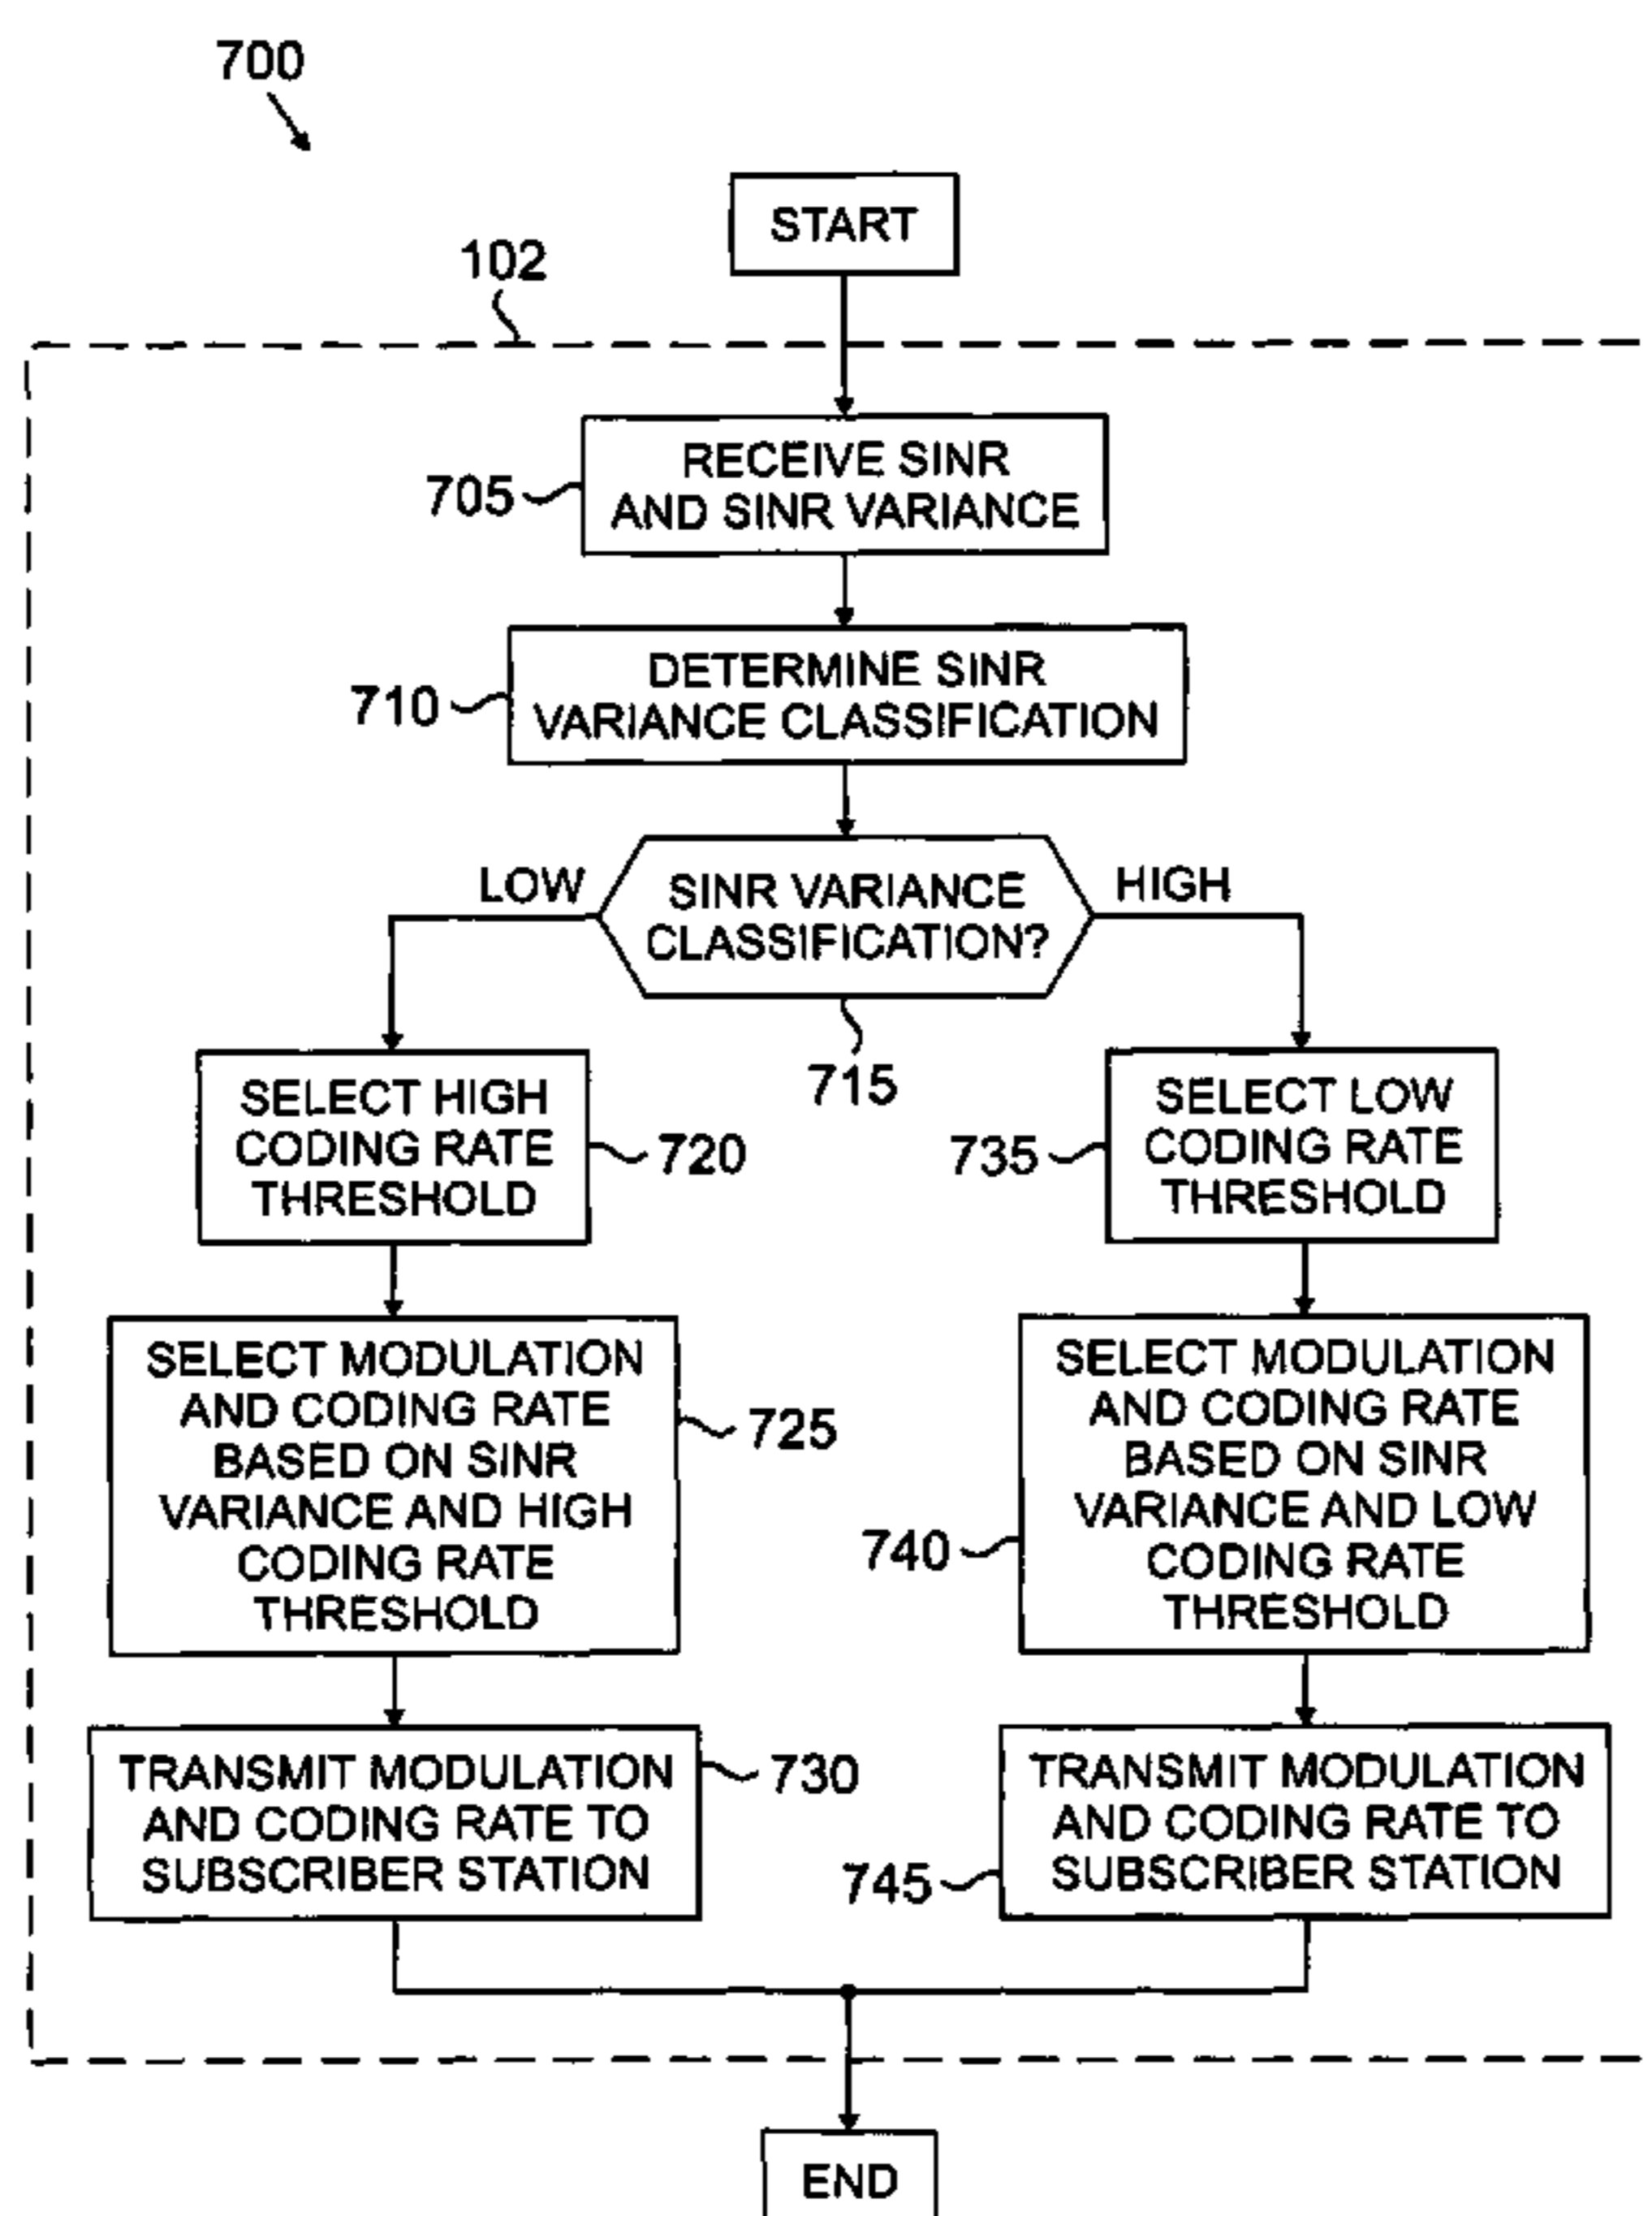 700
START
102
RECEIVE SINR
AND SINR VARIANCE
705
DETERMINE SINR
VARIANCE CLASSIFICATION
710
LOW
SINR VARIANCE
CLASSIFICATION?
HIGH
715
SELECT HIGH
CODING RATE
THRESHOLD
720
SELECT LOW
CODING RATE
THRESHOLD
735
SELECT MODULATION
AND CODING RATE
BASED ON SINR
VARIANCE AND HIGH
CODING RATE
THRESHOLD
725
SELECT MODULATION
AND CODING RATE
BASED ON SINR
VARIANCE AND LOW
CODING RATE
THRESHOLD
740
TRANSMIT MODULATION
AND CODING RATE TO
SUBSCRIBER STATION
730
TRANSMIT MODULATION
AND CODING RATE TO
SUBSCRIBER STATION
745
END